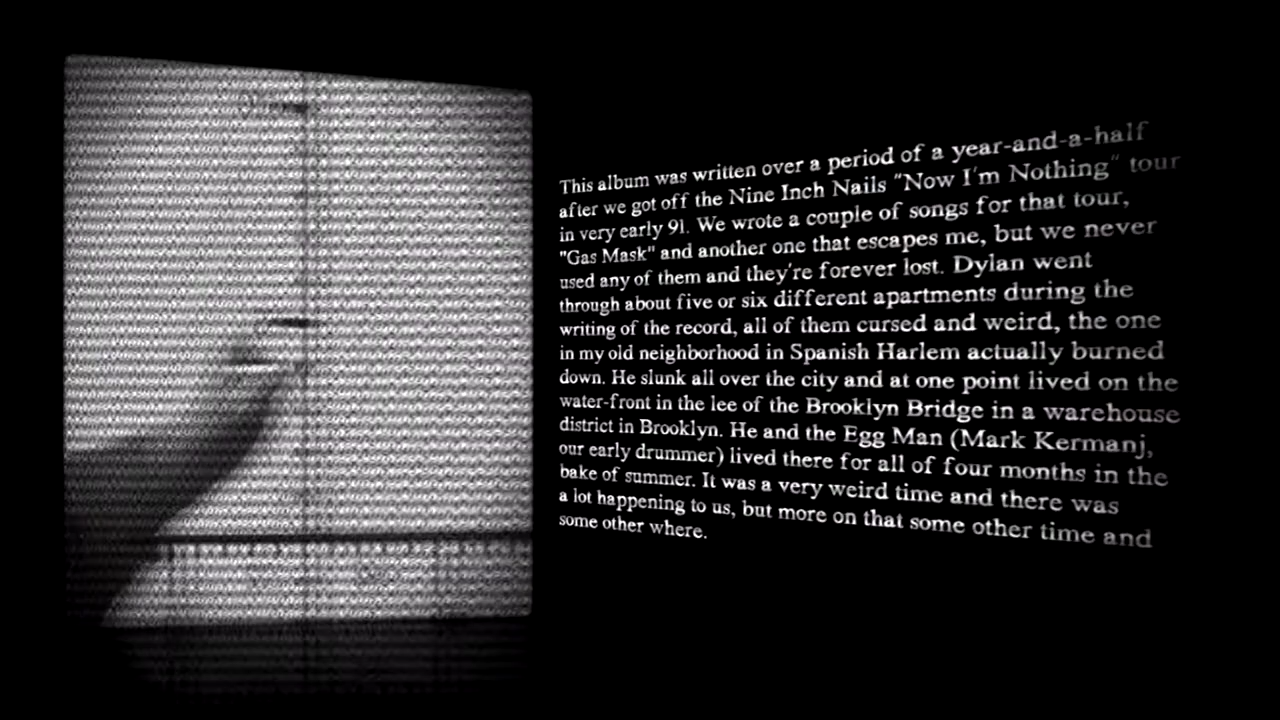 This album was written over a period of a year-and-a-half
after we got off the Nine Inch Nails "Now I'm Nothing" tour
in very early 91. We wrote a couple of songs for that tour,
"Gas Mask" and another one that escapes me, but we never
used any of them and they're forever lost. Dylan went
through about five or six different apartments during the
writing of the record, all of them cursed and weird, the one
in my old neighborhood in Spanish Harlem actually burned
down. He slunk all over the city and at one point lived on the
water-front in the lee of the Brooklyn Bridge in a warehouse
district in Brooklyn. He and the Egg Man (Mark Kermanj,
our early drummer) lived there for all of four months in the
bake of summer. It was a very weird time and there was
a lot happening to us, but more on that some other time and
some other where.